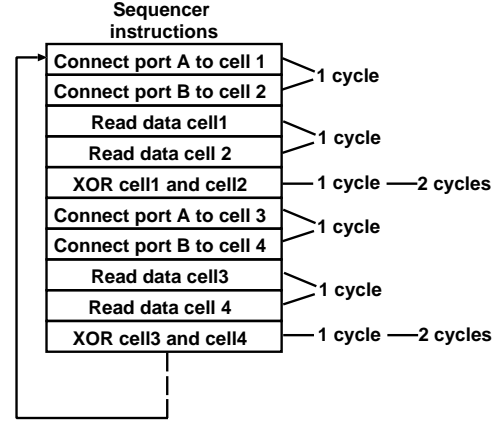 Sequencer
instructions
Connect port A to cell 1
Connect port B to cell 2
1 cycle
Read data cell1
Read data cell 2
1 cycle
XOR cell1 and cell2 1 cycle 2 cycles
Connect port A to cell 3
Connect port B to cell 4
1 cycle
Read data cell3
Read data cell 4
1 cycle
XOR cell3 and cell4 1 cycle 2 cycles